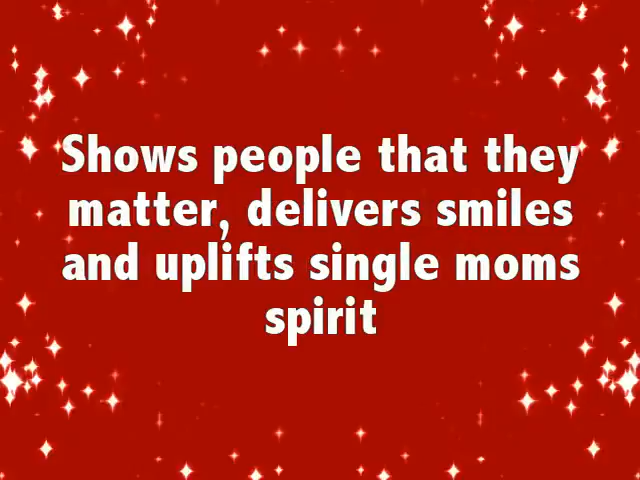 Shows people that they
matter, delivers smiles
and uplifts single moms
spirit